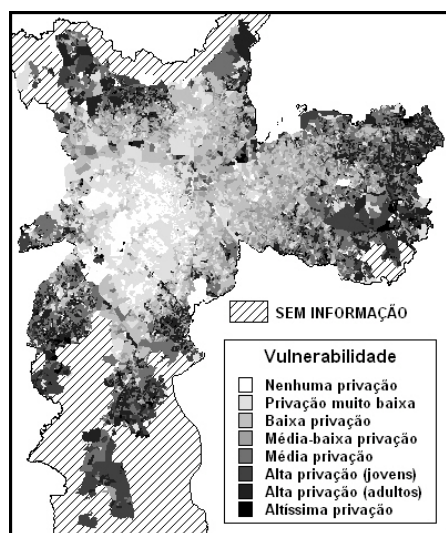 SEM INFORMAÇÃO
Vulnerabilidade
Nenhuma privação
Privação muito baixa
Baixa privação
Média-baixa privação
Média privação
Alta privação (jovens)
Alta privação (adultos)
Altíssima privação